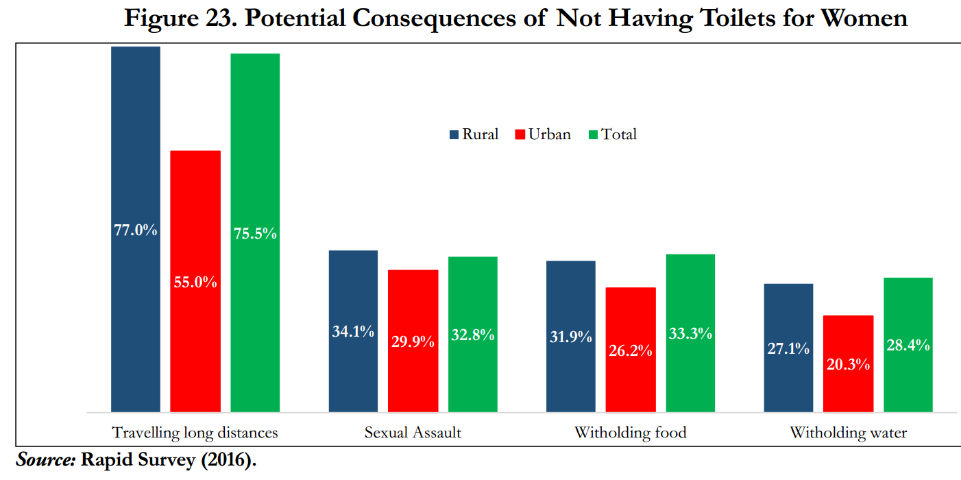 Figure 23. Potential Consequences of Not Having Toilets for Women
Rural Urban Total
77.0% 55.0% 75.5%
34.1% 29.9% 32.8%
31.9% 26.2% 33.3%
27.1% 20.3% 28.4%
Travelling long distances Sexual Assault Witholding food Witholding water
Source: Rapid Survey (2016).